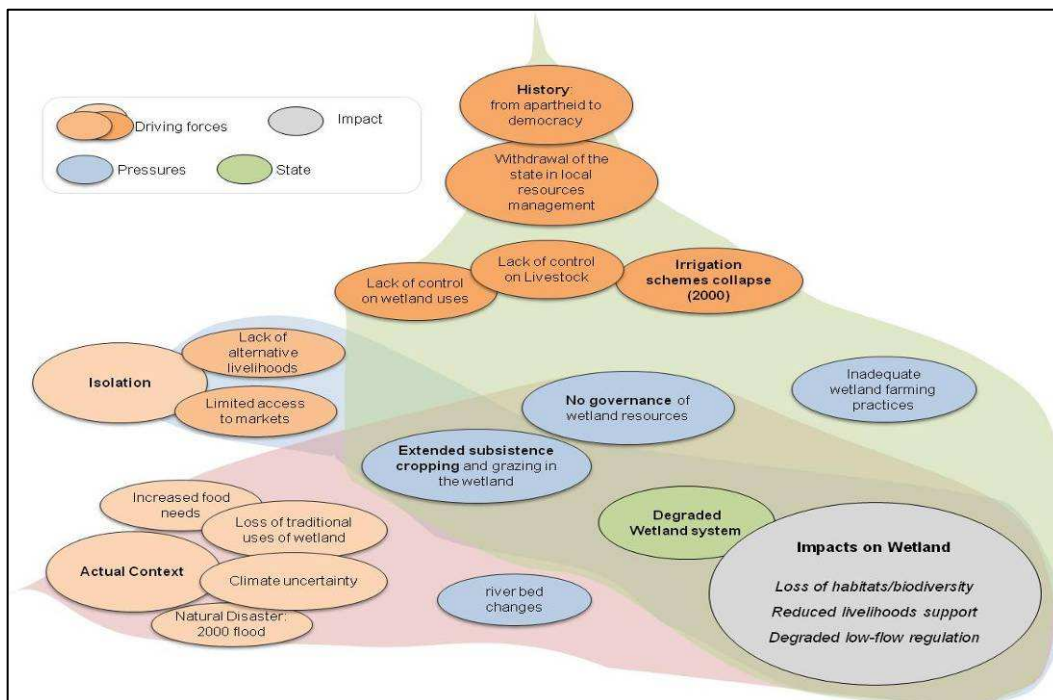 History:
from apartheid to
democracy
Driving forces
Impact
Pressures
State
Withdrawal of the
state in local
resources
management
Lack of control
on wetland uses
Lack of control
on Livestock
Irrigation
schemes collapse
(2000)
Isolation
Lack of
alternative
livelihoods
Limited access
to markets
Inadequate
wetland farming
practices
No governance of
wetland resources
Extended subsistence
cropping and grazing in
the wetland
Increased food
needs
Loss of traditional
uses of wetland
Actual Context
Climate uncertainty
Natural Disaster:
2000 flood
river bed
changes
Degraded
Wetland system
Impacts on Wetland
Loss of habitats/biodiversity
Reduced livelihoods support
Degraded low-flow regulation